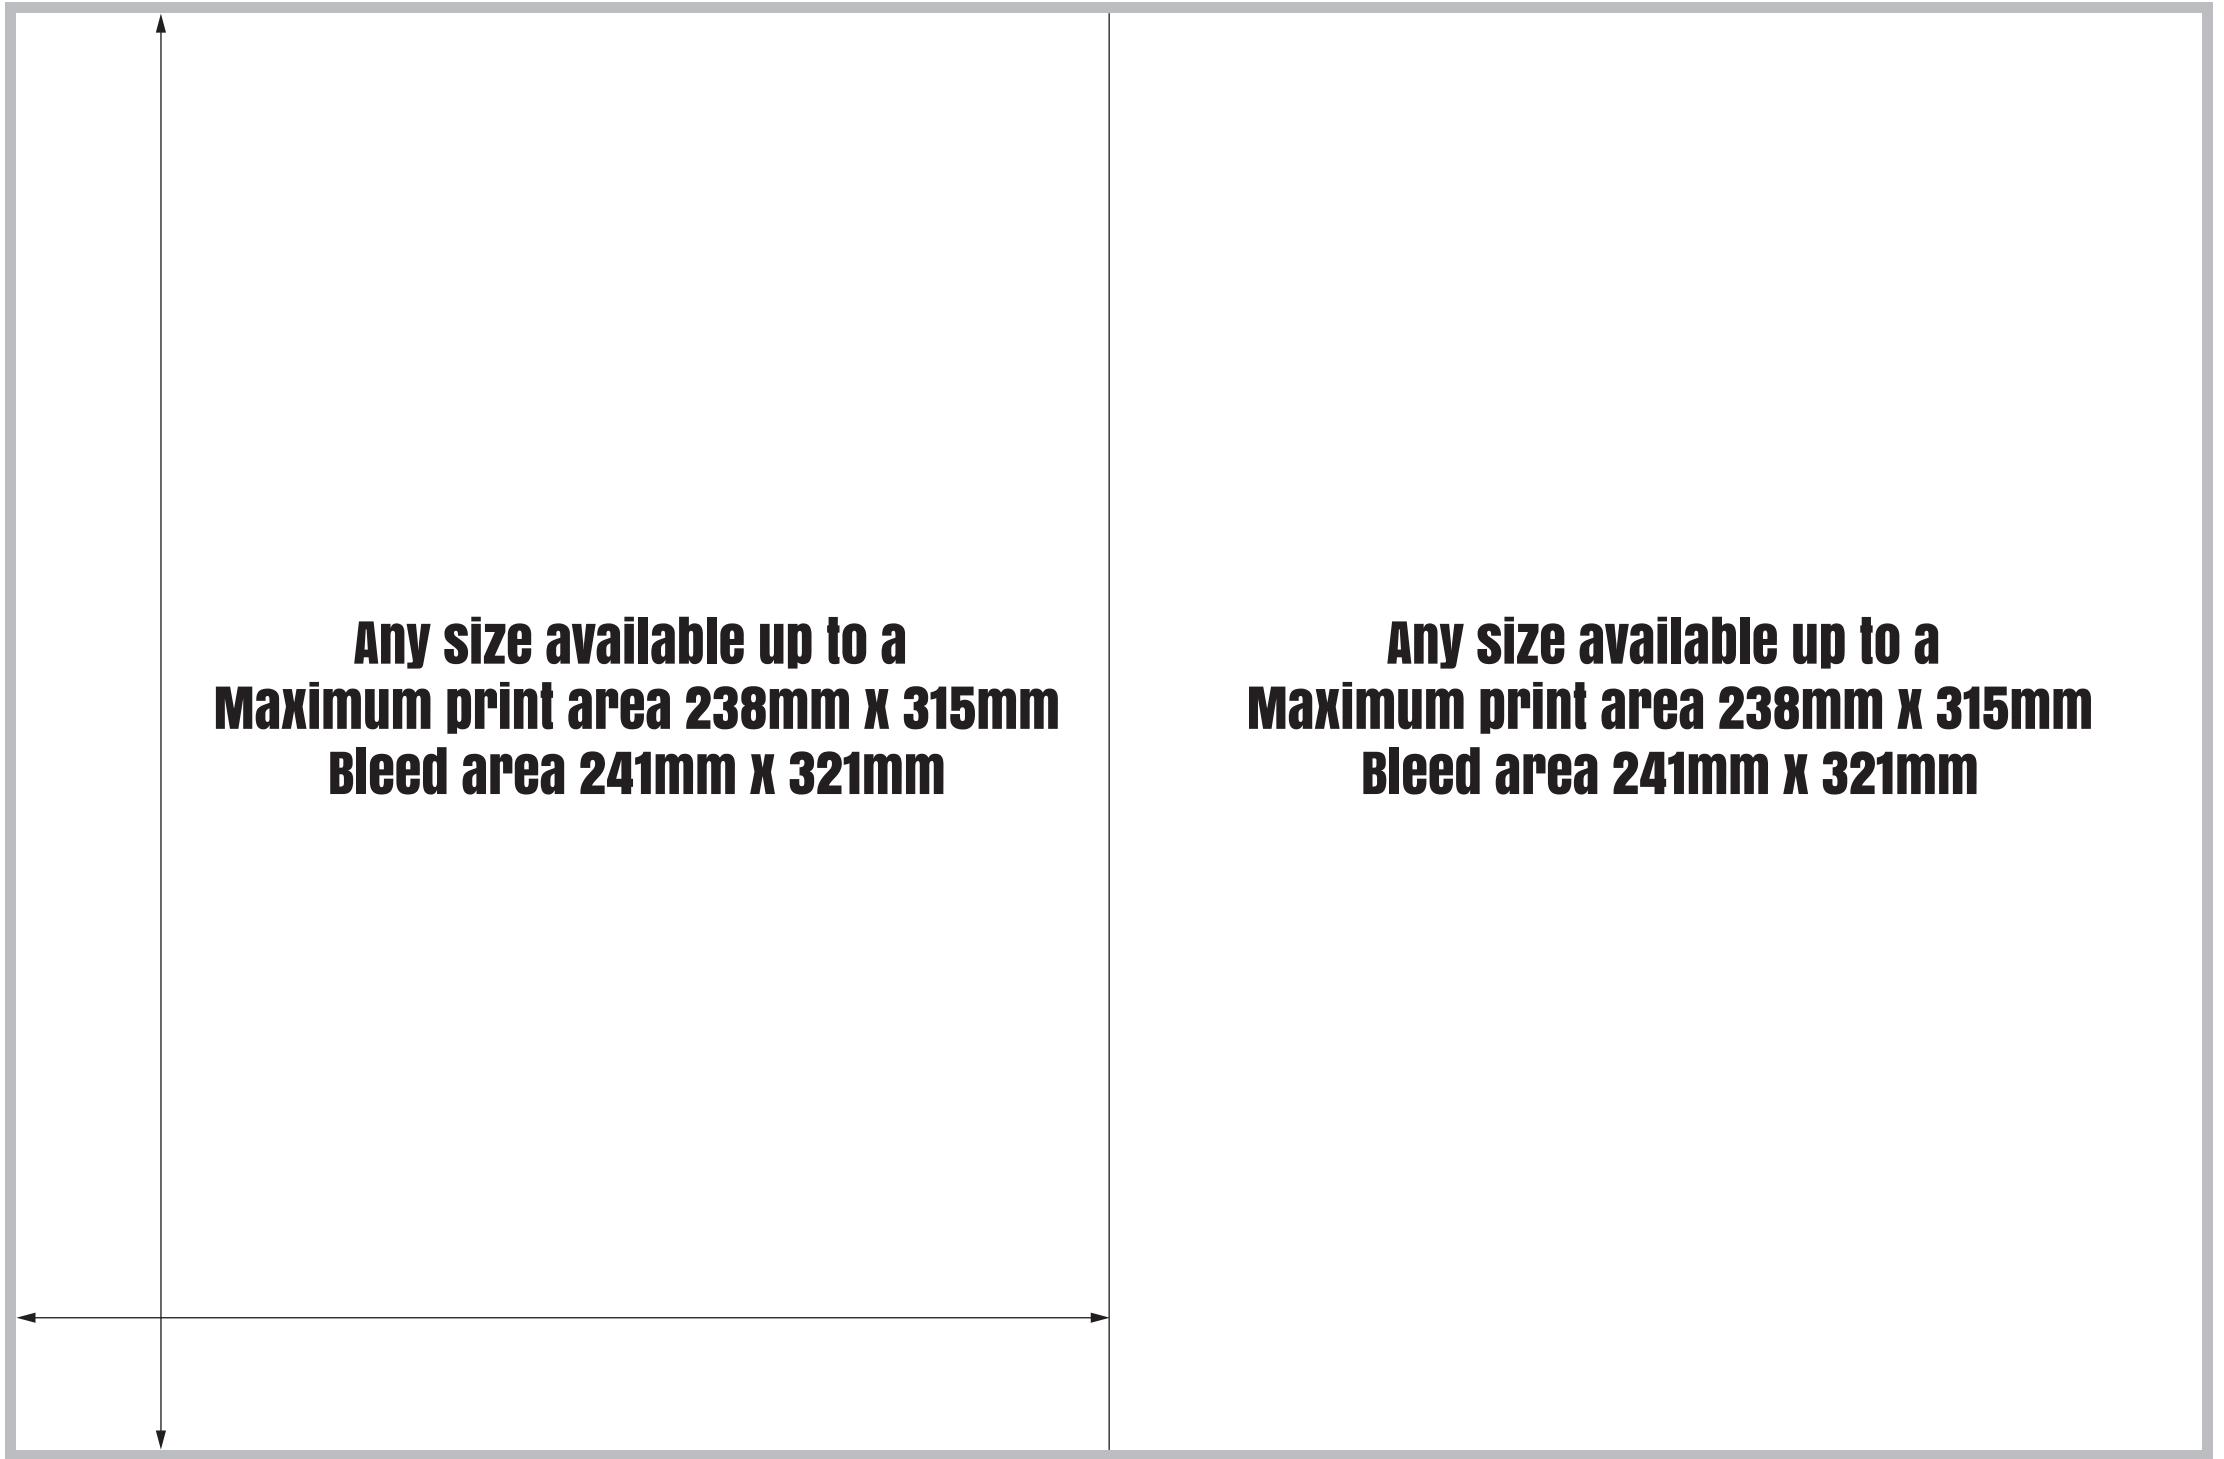 Any size available up to a
Maximum print area 238mm x 315mm
Bleed area 241mm x 321mm
Any size available up to a
Maximum print area 238mm x 315mm
Bleed area 241mm x 321mm